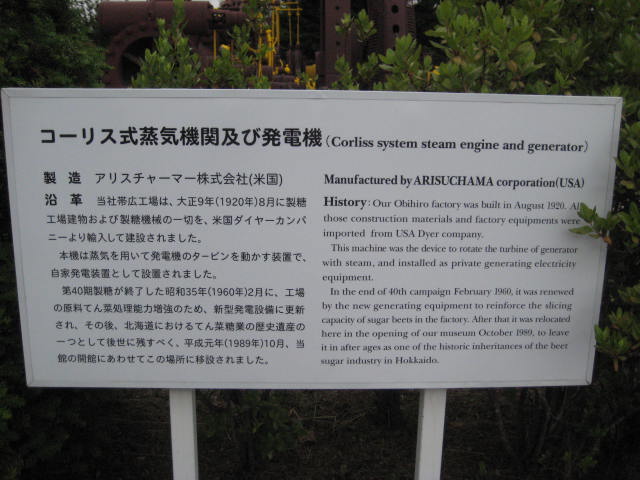 コーリス式蒸気機関及び発電機(Corliss system steam engine and generator)
製 造 アリスチャーマー株式会社(米国)
沿 革 当社帯広工場は、大正9年(1920年)8月に製糖
工場建物および製糖機械の一切を、米国ダイヤーカンパ
ニーより輸入して建設されました。
本機は蒸気を用いて発電機のタービンを動かす装置で、
自家発電装置として設置されました。
第40期製糖が終了した昭和35年(1960年)2月に、工場
の原料てん菜処理能力増強のため、新型発電設備に更新
され、その後、北海道におけるてん菜糖業の歴史遺産の
一つとして後世に残すべく、平成元年(1989年)10月、当
館の開館にあわせてこの場所に移設されました。
Manufactured by ARISUCHAMA corporation(USA)
History: Our Obihiro factory was built in August 1920. All
those construction materials and factory equipments were
imported from USA Dyer company.
This machine was the device to rotate the turbine of generator
with steam, and installed as private generating electricity
equipment.
In the end of 40th campaign February 1960, it was renewed
by the new generating equipment to reinforce the slicing
capacity of sugar beets in the factory. After that it was relocated
here in the opening of our museum October 1989, to leave
it in after ages as one of the historic inheritances of the beet
sugar industry in Hokkaido.